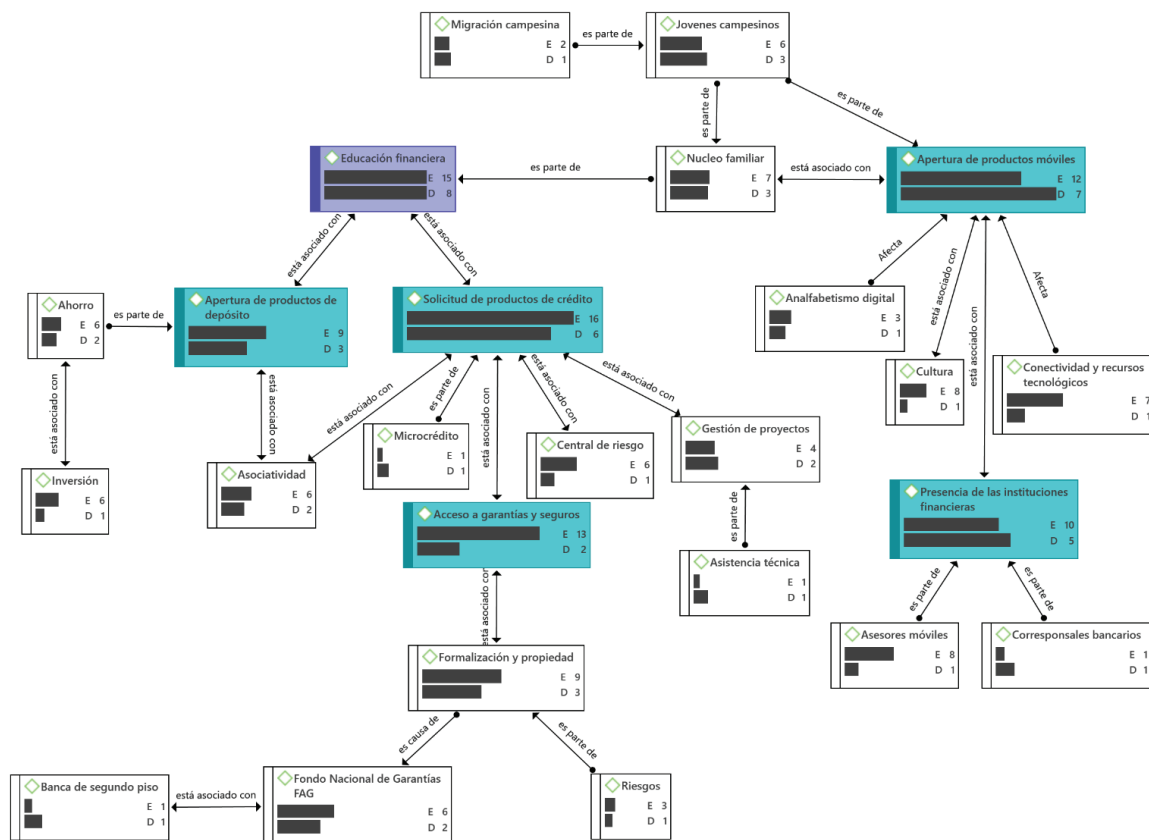 Migración campesina
E 2
D 1
es parte de
Jovenes campesinos
E 6
D 3
es parte de
es parte de
Educación financiera
E 15
D 8
es parte de
Nucleo familiar
E 7
D 3
está asociado con
Apertura de productos móviles
E 12
D 7
está asociado con
está asociado con
Afecta
está asociado con
está asociado con
Afecta
Ahorro
E 6
D 2
es parte de
Apertura de productos de
depósito
E 9
D 3
Solicitud de productos de crédito
E 16
D 6
Analfabetismo digital
E 3
D 1
Cultura
E 8
D 1
Conectividad y recursos
tecnológicos
E 7
D 1
está asociado con
está asociado con
está asociado con
es parte de
está asociado con
está asociado con
está asociado con
Inversión
E 6
D 1
Asociatividad
E 6
D 2
Microcrédito
E 1
D 1
Central de riesgo
E 6
D 1
Gestión de proyectos
E 4
D 2
Acceso a garantías y seguros
E 13
D 2
es parte de
Presencia de las instituciones
financieras
E 10
D 5
Asistencia técnica
E 1
D 1
está asociado con
es parte de
es parte de
Formalización y propiedad
E 9
D 3
Asesores móviles
E 8
D 1
Corresponsales bancarios
E 1
D 1
es causa de
es parte de
Banca de segundo piso
E 1
D 1
está asociado con
Fondo Nacional de Garantías
FAG
E 6
D 2
Riesgos
E 3
D 1